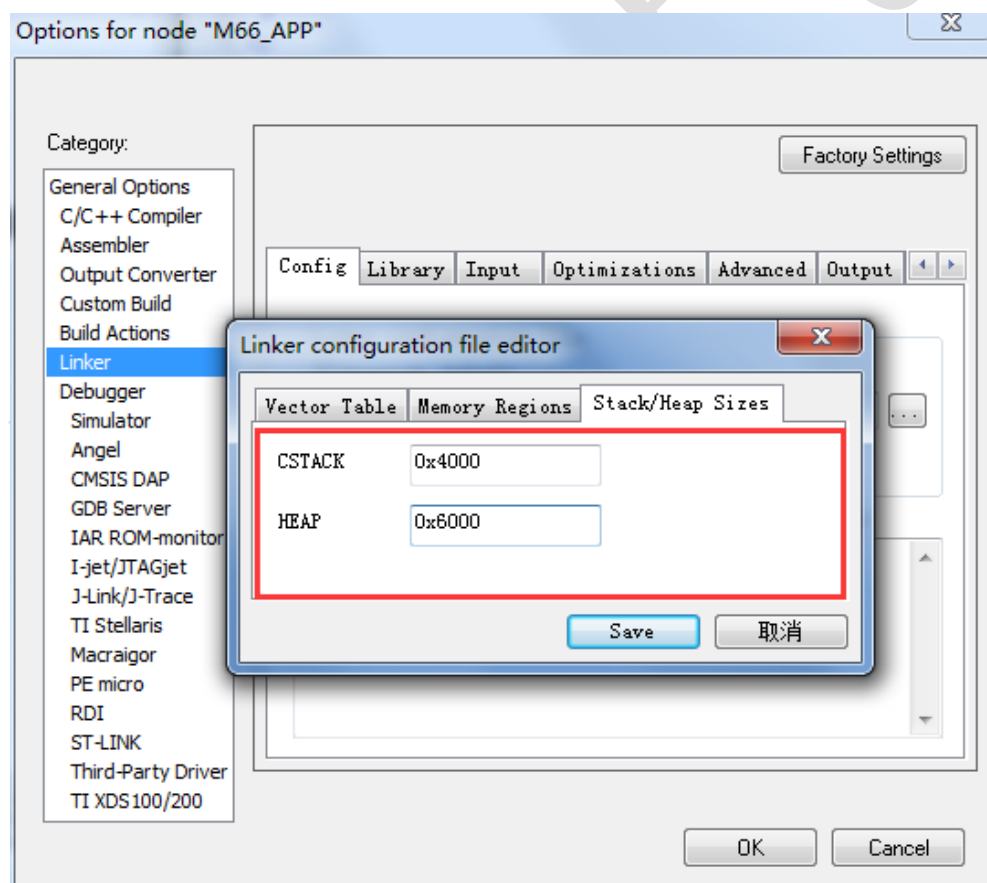 Options for node "M66_APP"
Category:
Factory Settings
General Options
C/C++ Compiler
Assembler
Output Converter
Custom Build
Build Actions
Linker
Debugger
Simulator
Angel
CMSIS DAP
GDB Server
IAR ROM-monitor
I-jet/JTAGjet
J-Link/J-Trace
TI Stellaris
Macraigor
PE micro
RDI
ST-LINK
Third-Party Driver
TI XDS100/200
Config Library Input Optimizations Advanced Output
...
Linker configuration file editor
Vector Table Memory Regions Stack/Heap Sizes
CSTACK 0x4000
HEAP 0x6000
Save 取消
OK Cancel